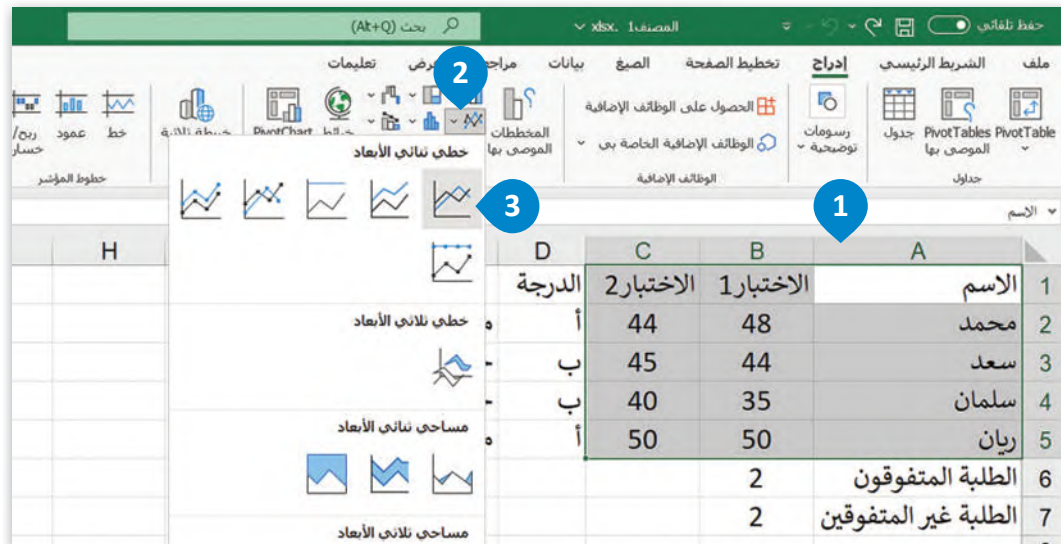 حفظ تلقائي المصنف1 .xlsx بحث (Alt+Q)
ملف الشريط الرئيسي إدراج تخطيط الصفحة الصيغ بيانات تعليمات
PivotTable PivotTables الموصى بها جدول
رسومات توضيحية
الحصول على الوظائف الإضافية
الوظائف الإضافية الخاصة بي
المخططات الموصى بها
PivotChart
خط عمود ربح/
جداول الوظائف الإضافية خطوط المؤشر
2
خطي ثنائي الأبعاد
3
خطي ثلاثي الأبعاد
مساحي ثنائي الأبعاد
مساحي ثلاثي الأبعاد
1
الاسم
A B C D H
1 الاسم الاختبار1 الاختبار2 الدرجة
2 محمد 48 44 أ
3 سعد 44 45 ب
4 سلمان 35 40 ب
5 ريان 50 50 أ
6 الطلبة المتفوقون 2
7 الطلبة غير المتفوقين 2